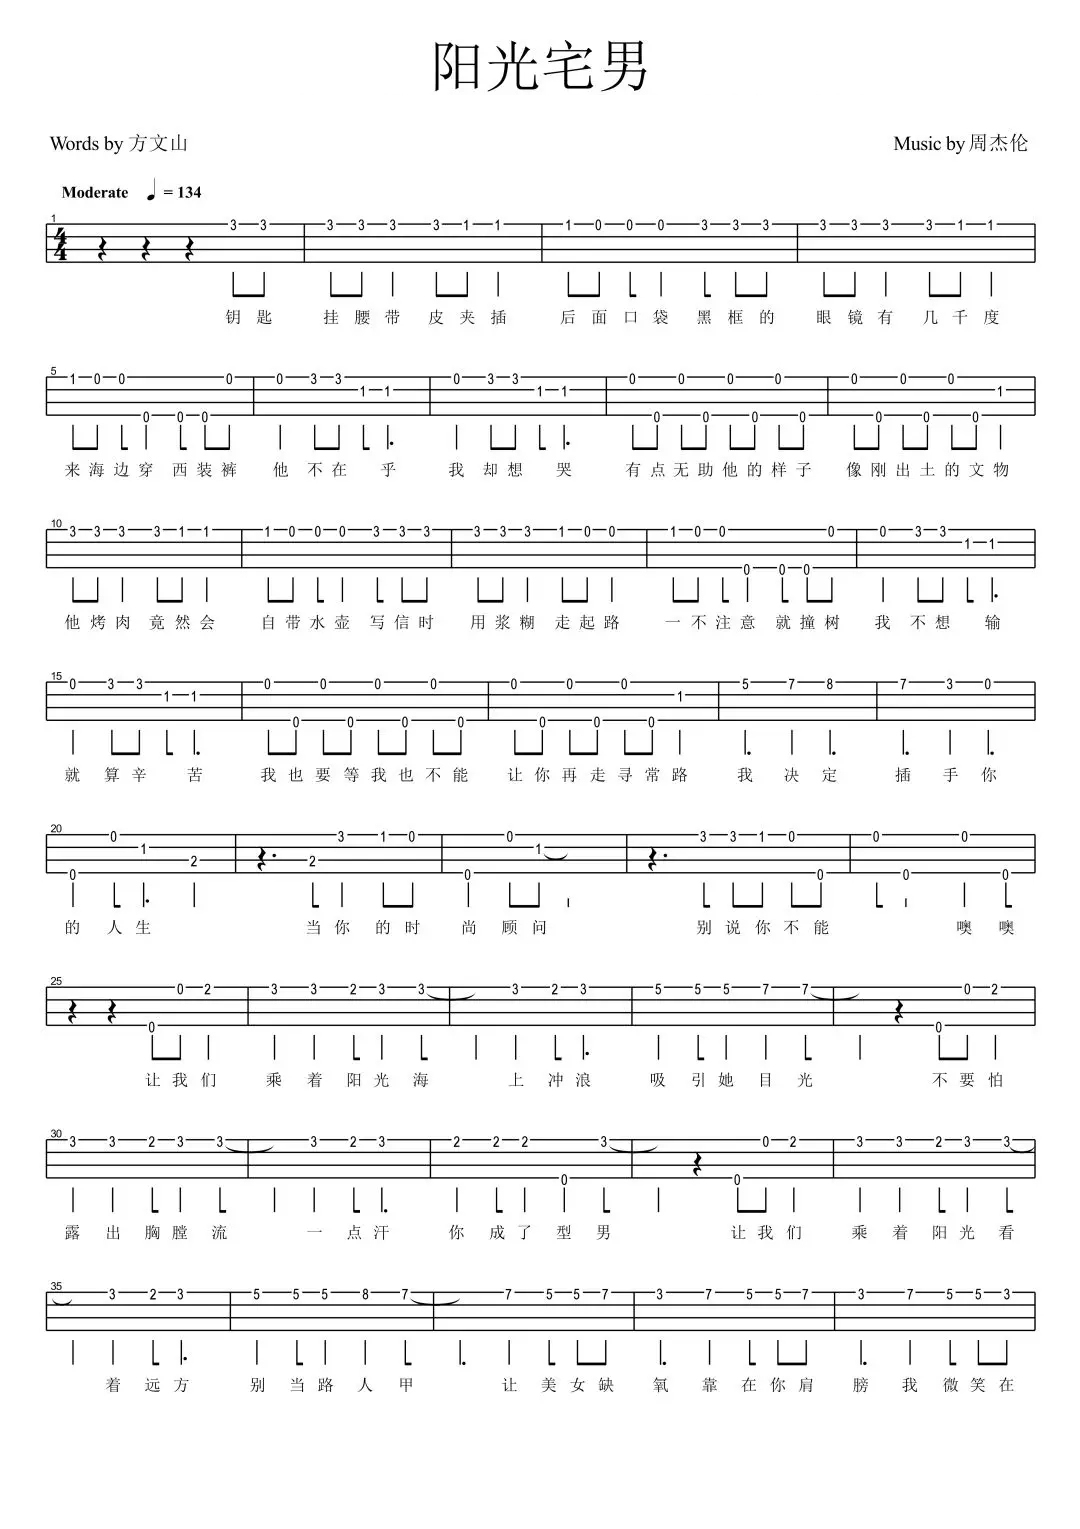 阳光宅男
Words by 方文山 Music by 周杰伦
Moderate ♩ = 134
1
4/4 3 3 3 3 3 3 1 1 1 0 0 0 3 3 3 3 3 3 3 1 1
钥匙 挂腰带 皮夹插 后面口袋 黑框的 眼镜有 几千度
5
1 0 0 0 0 0 0 0 3 3 1 1 0 3 3 1 1 0 0 0 0 0 0 0 0 0 0 0 0 0 0 1
来海边穿 西装裤 他 不在 乎 我 却想 哭 有点无助他的样子 像刚出土的文物
10
3 3 3 3 1 1 1 0 0 0 3 3 3 3 3 3 1 0 0 1 0 0 0 0 0 0 0 3 3 1 1
他烤肉 竟然会 自带水壶 写信时 用浆糊 走起路 一不注意 就撞树 我 不想 输
15
0 3 3 1 1 0 0 0 0 0 0 0 0 0 0 0 0 0 0 1 5 7 8 7 3 0
就 算辛 苦 我也要等我也不能 让你再走寻常路 我 决定 插手你
20
0 0 1 2 2 3 1 0 0 0 1 3 3 1 0 0 0 0 0 0
的 人生 当你 的时 尚 顾问 别说你不能 噢 噢
25
0 0 2 3 3 2 3 3 3 2 3 5 5 5 7 7 0 0 2
让我们 乘着阳光海 上冲浪 吸引她目光 不要怕
30
3 3 2 3 3 3 2 3 2 2 2 0 3 0 0 2 3 3 2 3 3
露出胸膛流 一点汗 你成了型男 让我们 乘着阳光看
35
3 2 3 5 5 5 8 7 7 5 5 7 3 7 5 5 7 3 7 5 5 3
着远方 别当路人甲 让美女缺 氧靠在你肩 膀我微笑在